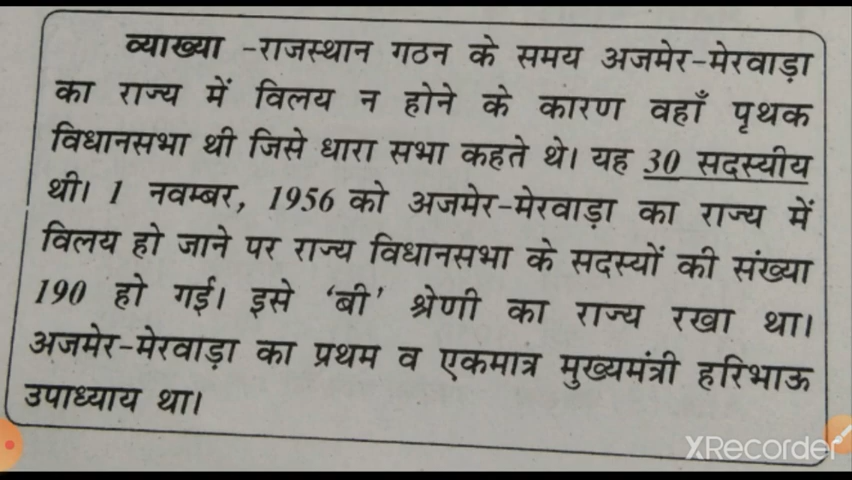 व्याख्या -राजस्थान गठन के समय अजमेर-मेरवाड़ा
का राज्य में विलय न होने के कारण वहाँ पृथक
विधानसभा थी जिसे धारा सभा कहते थे। यह 30 सदस्यीय
थी। 1 नवम्बर, 1956 को अजमेर-मेरवाड़ा का राज्य में
विलय हो जाने पर राज्य विधानसभा के सदस्यों की संख्या
190 हो गई। इसे ‘बी’ श्रेणी का राज्य रखा था।
अजमेर-मेरवाड़ा का प्रथम व एकमात्र मुख्यमंत्री हरिभाऊ
उपाध्याय था।
XRecorder